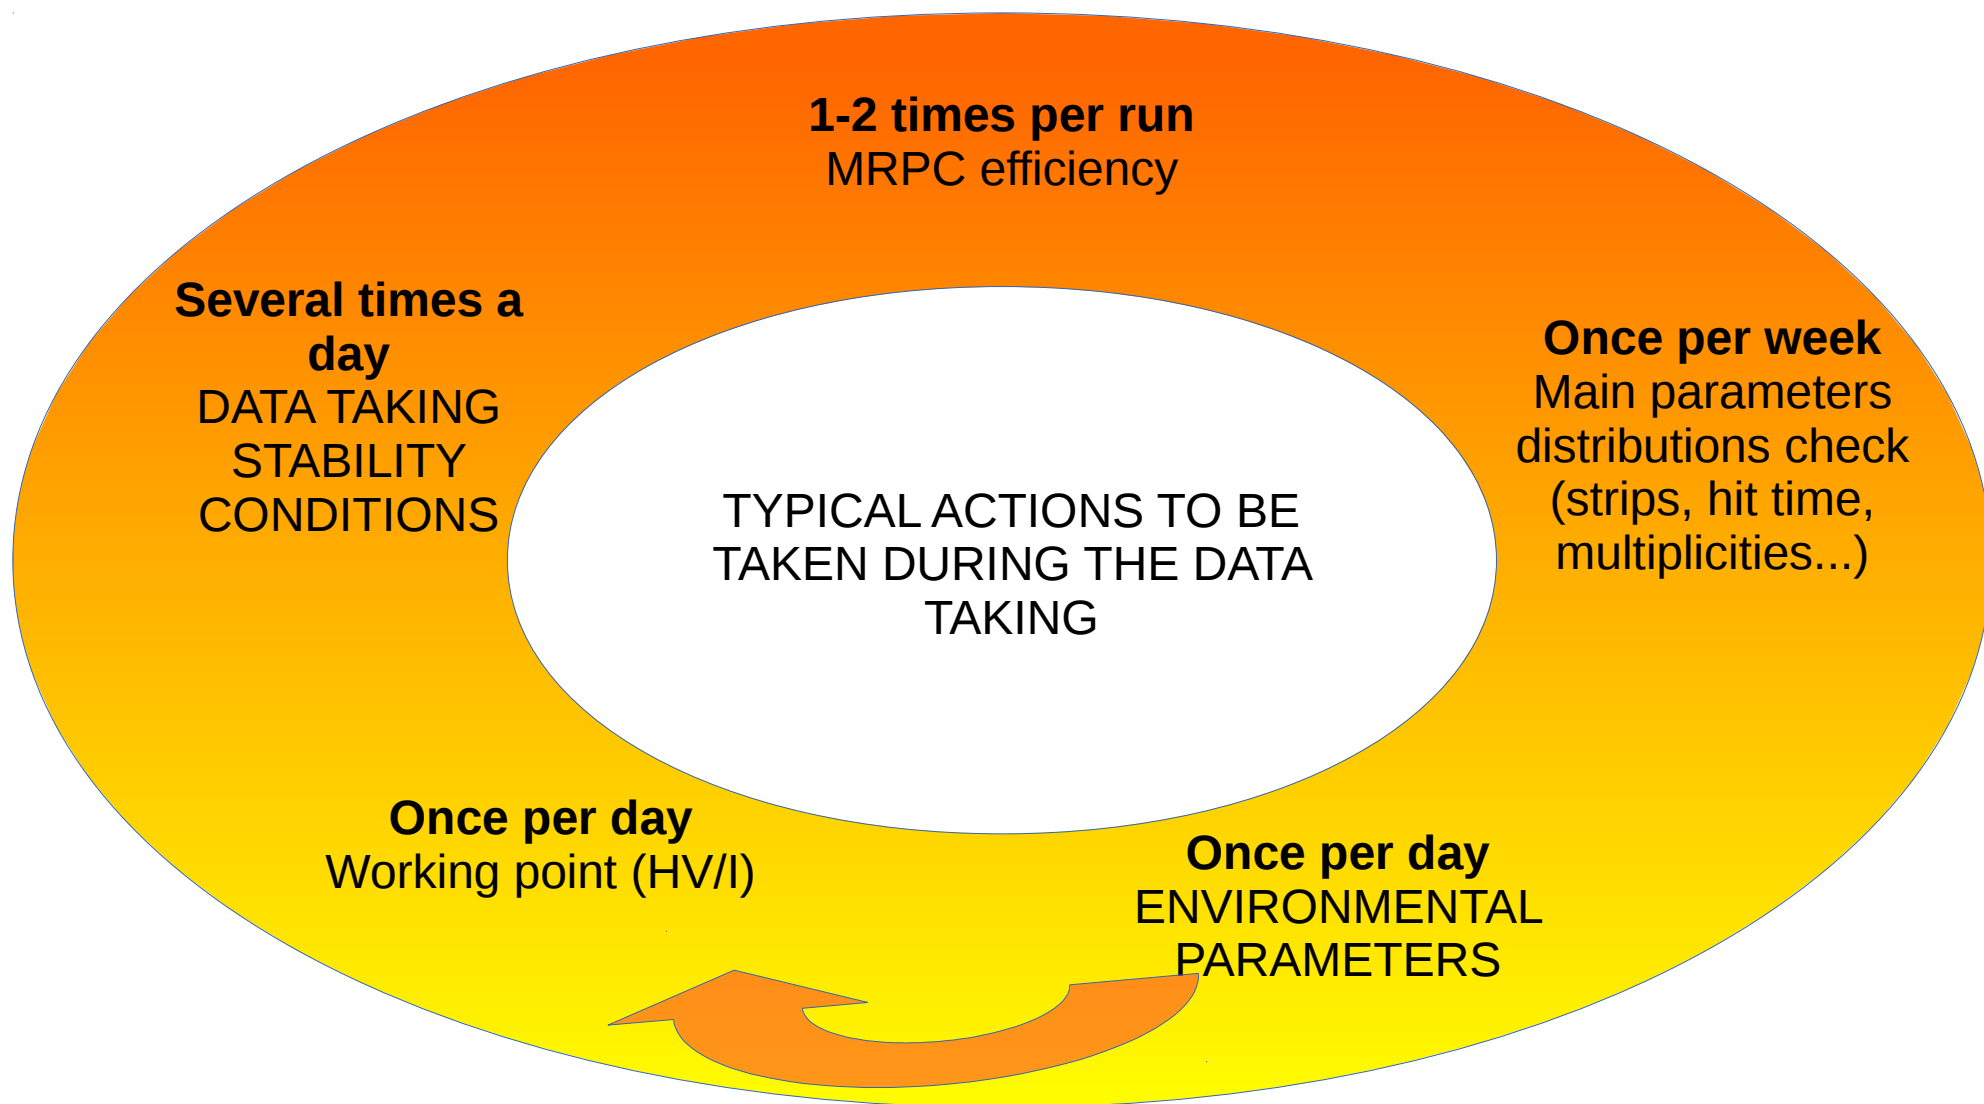 1-2 times per run
MRPC efficiency
Several times a
day
DATA TAKING
STABILITY
CONDITIONS
Once per week
Main parameters
distributions check
(strips, hit time,
multiplicities...)
TYPICAL ACTIONS TO BE
TAKEN DURING THE DATA
TAKING
Once per day
Working point (HV/I)
Once per day
ENVIRONMENTAL
PARAMETERS